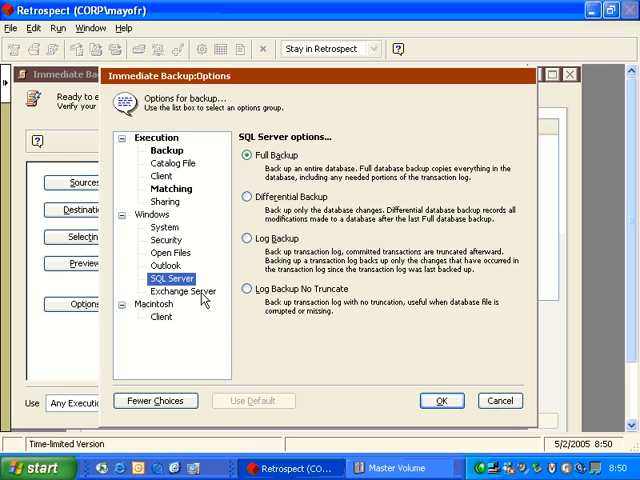 Retrospect (CORP\mayofr)
File Edit Run Window Help
Stay in Retrospect
Immediate Ba
Immediate Backup:Options
Ready to e
Verify your
Options for backup...
Use the list box to select an options group.
Sources
Destinatio
Selectin
Preview
Options
Use Any Executio
Execution
Backup
Catalog File
Client
Matching
Sharing
Windows
System
Security
Open Files
Outlook
SQL Server
Exchange Server
Macintosh
Client
SQL Server options...
Full Backup
Back up an entire database. Full database backup copies everything in the
database, including any needed portions of the transaction log.
Differential Backup
Back up only the database changes. Differential database backup records all
modifications made to a database after the last Full database backup.
Log Backup
Back up transaction log, committed transactions are truncated afterward.
Backing up a transaction log backs up only the changes that have occurred in
the transaction log since the transaction log was last backed up.
Log Backup No Truncate
Back up transaction log with no truncation, useful when database file is
corrupted or missing.
Fewer Choices
Use Default
OK
Cancel
Time-limited Version
5/2/2005 8:50
start
Retrospect (CO...
Master Volume
8:50